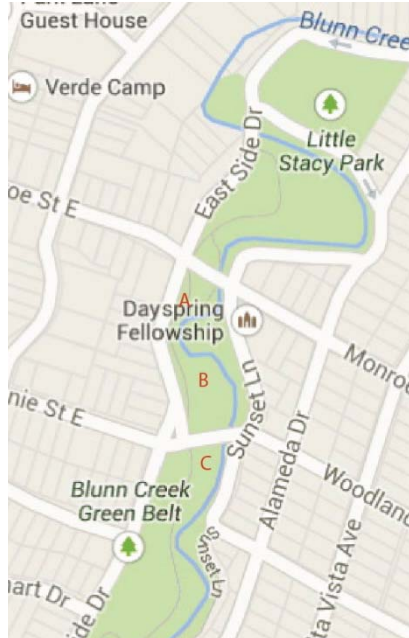 Guest House
Blunn Cree
Verde Camp
Little
Stacy Park
East Side Dr
oe St E
A
Dayspring
Fellowship
Monroe
B
Sunset Ln
nie St E
C
Woodland
Alameda Dr
Blunn Creek
Green Belt
Sunset Ln
ta Vista Ave
hart Dr
ide Dr